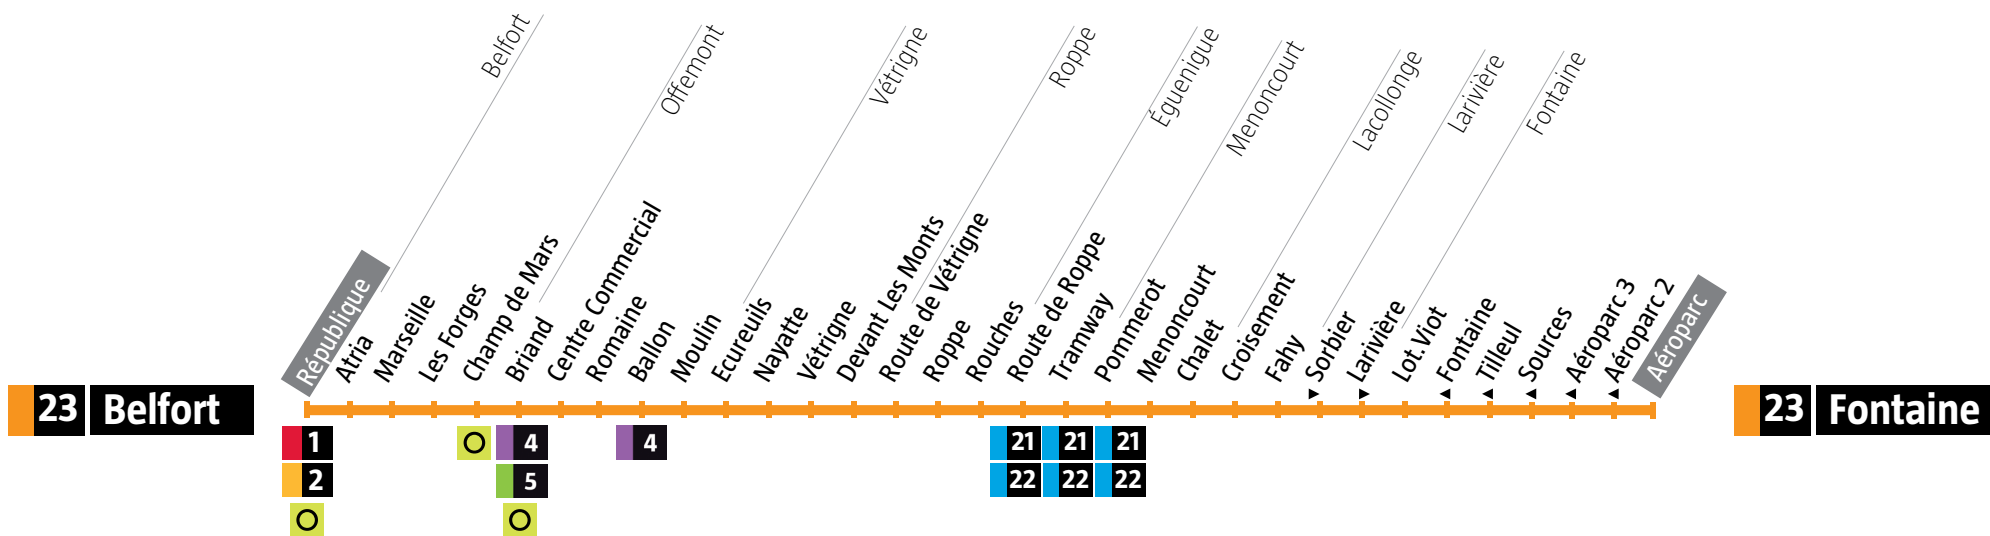 Belfort
Offemont
Vétrigne
Roppe
Éguenigue
Menoncourt
Lacollonge
Larivière
Fontaine
République
Atria
Marseille
Les Forges
Champ de Mars
Briand
Centre Commercial
Romaine
Ballon
Moulin
Ecureuils
Nayatte
Vétrigne
Devant Les Monts
Route de Vétrigne
Roppe
Rouches
Route de Roppe
Tramway
Pommerot
Menoncourt
Chalet
Croisement
Fahy
Sorbier
Larivière
Lot.Viot
Fontaine
Tilleul
Sources
Aéroparc 3
Aéroparc 2
Aéroparc
23 Belfort
23 Fontaine
1 4 4 21 21 21
2 5 22 22 22